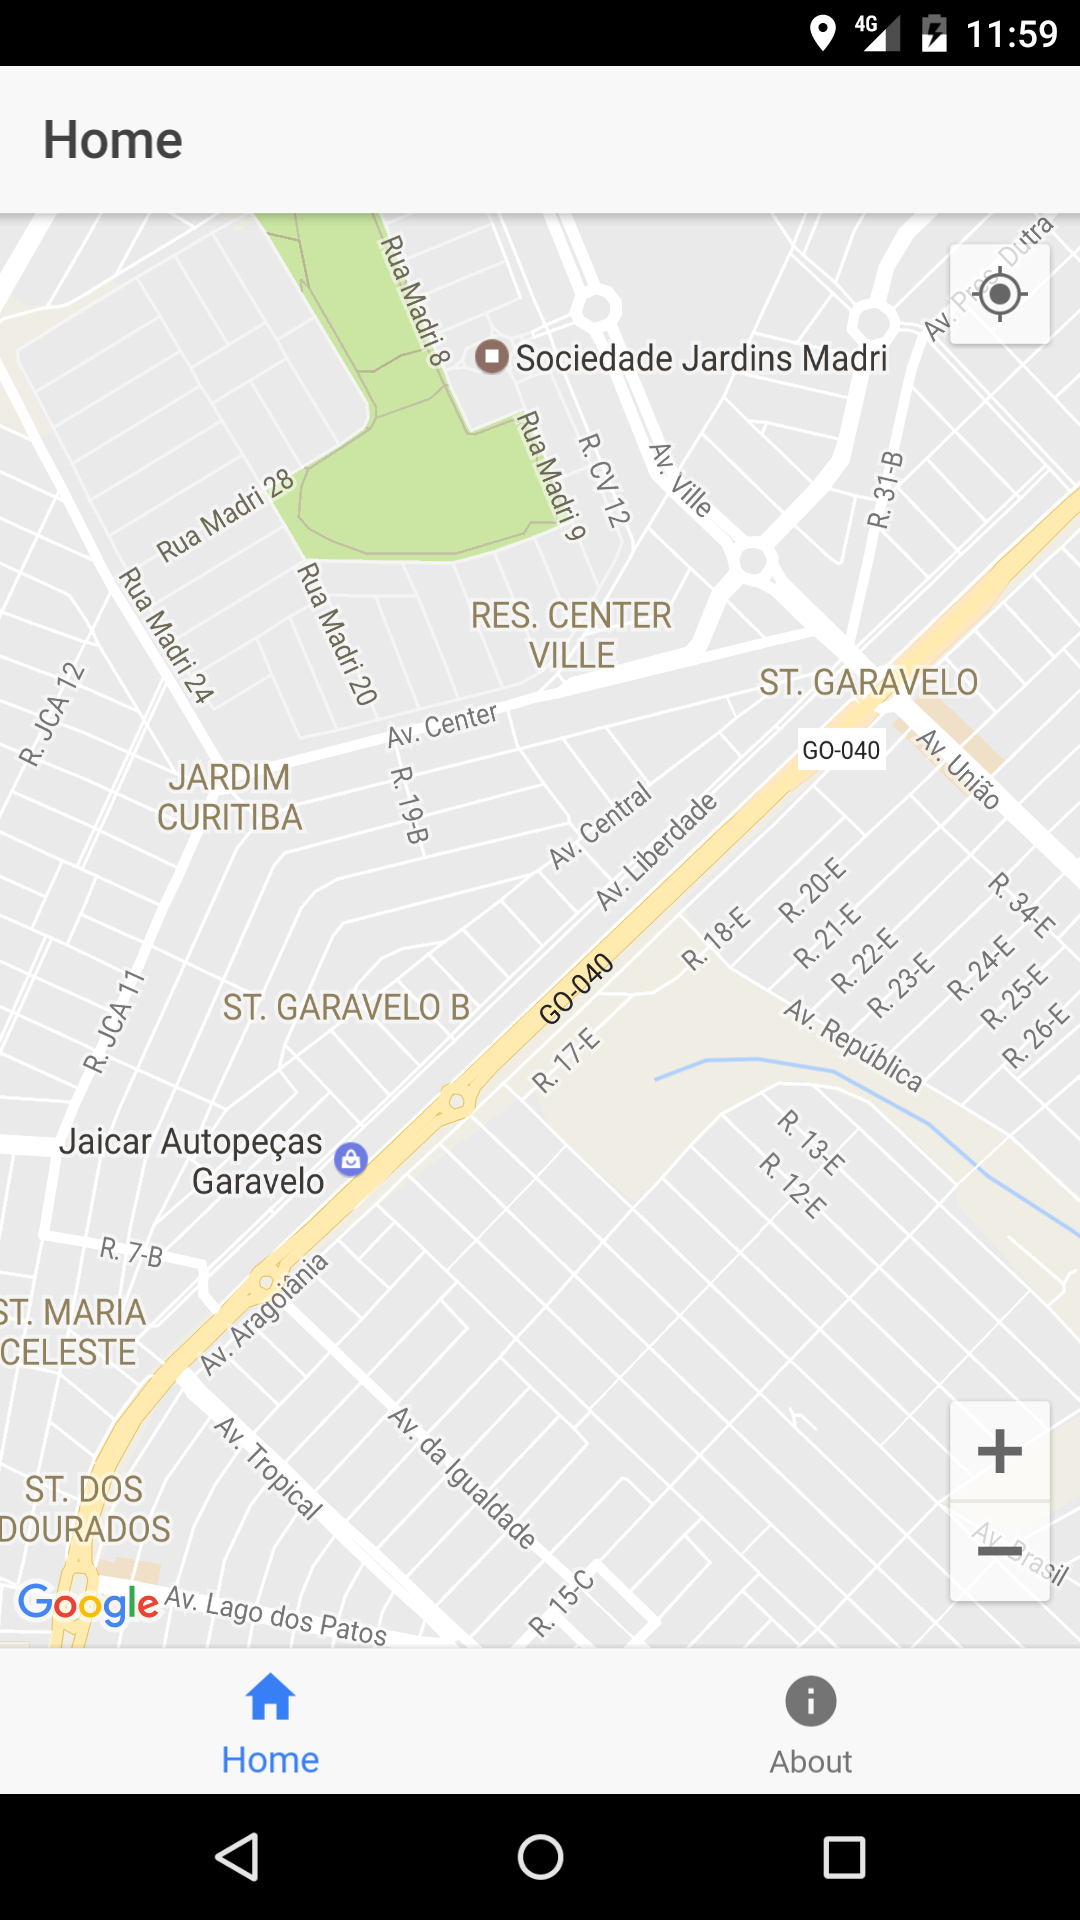 4G 11:59
Home
Av. Pres. Dutra
Rua Madri 8
Sociedade Jardins Madri
Rua Madri 9
R. CV 12
Av. Ville
R. 31-B
Rua Madri 28
Rua Madri 24
Rua Madri 20
RES. CENTER
VILLE
ST. GARAVELO
R. JCA 12
Av. Center
GO-040
Av. União
JARDIM
CURITIBA
R. 19-B
Av. Central
Av. Liberdade
R. 18-E
R. 20-E
R. 21-E
R. 22-E
R. 23-E
R. 24-E
R. 25-E
R. 26-E
R. 34-E
R. JCA 11
ST. GARAVELO B
GO-040
R. 17-E
Av. República
Jaicar Autopeças
Garavelo
R. 13-E
R. 12-E
R. 7-B
Av. Aragoiânia
ST. MARIA
CELESTE
Av. Tropical
Av. da Igualdade
ST. DOS
DOURADOS
Av. Brasil
R. 15-C
Google
Av. Lago dos Patos
Home
About